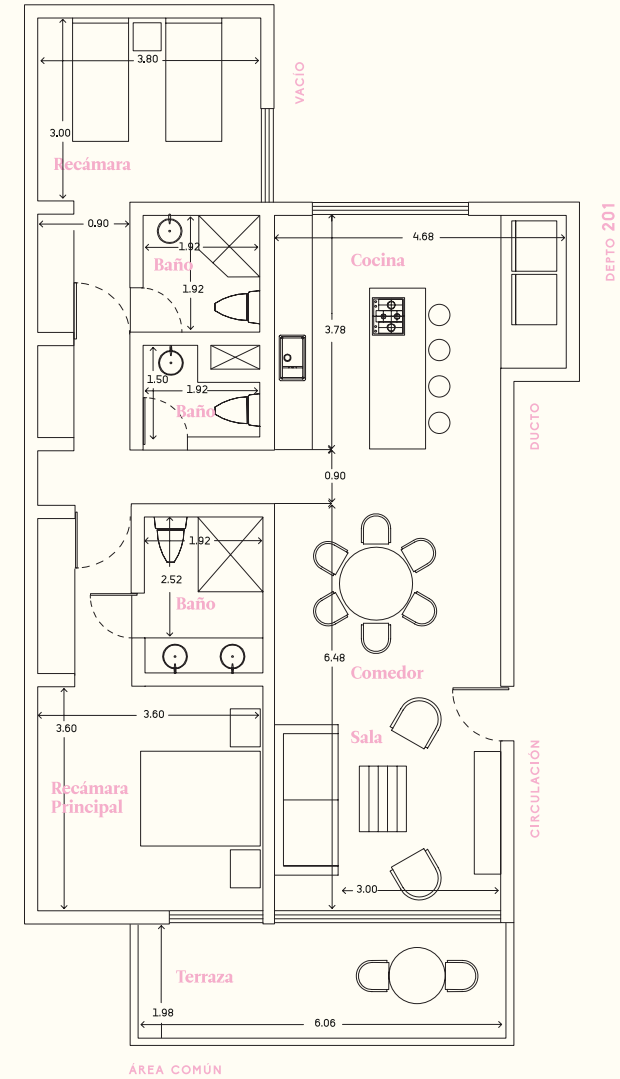 3.80
VACÍO
3.00
Recámara
0.90
1.92
Baño
1.92
4.68
Cocina
DEPTO 201
3.78
1.50
1.92
Baño
DUCTO
0.90
1.92
2.52
Baño
6.48
Comedor
3.60
3.60
Sala
CIRCULACIÓN
Recámara
Principal
3.00
Terraza
1.98
6.06
ÁREA COMÚN